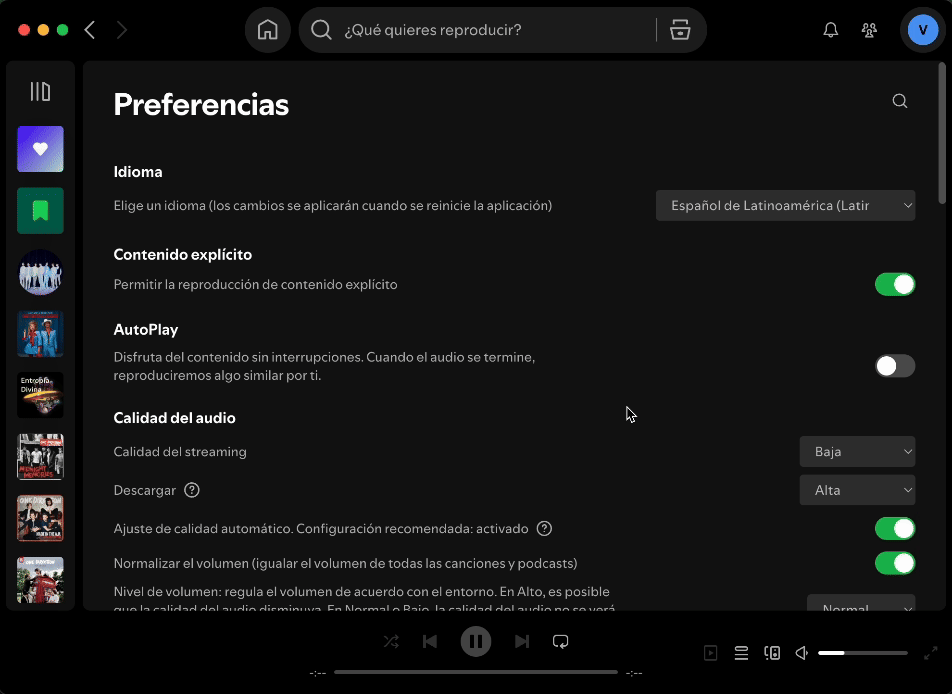 ¿Qué quieres reproducir?
V
Preferencias
Idioma
Elige un idioma (los cambios se aplicarán cuando se reinicie la aplicación)
Español de Latinoamérica (Latir
Contenido explícito
Permitir la reproducción de contenido explícito
AutoPlay
Disfruta del contenido sin interrupciones. Cuando el audio se termine,
reproduciremos algo similar por ti.
Entropía
Divina
Calidad del audio
Calidad del streaming
Baja
Descargar
Alta
Ajuste de calidad automático. Configuración recomendada: activado
Normalizar el volumen (igualar el volumen de todas las canciones y podcasts)
Nivel de volumen: regula el volumen de acuerdo con el entorno. En Alto, es posible
que la calidad del audio disminuya. En Normal o Bajo, la calidad del audio no se verá
Normal
MIDNIGHT
MEMORIES
-:--
-:--